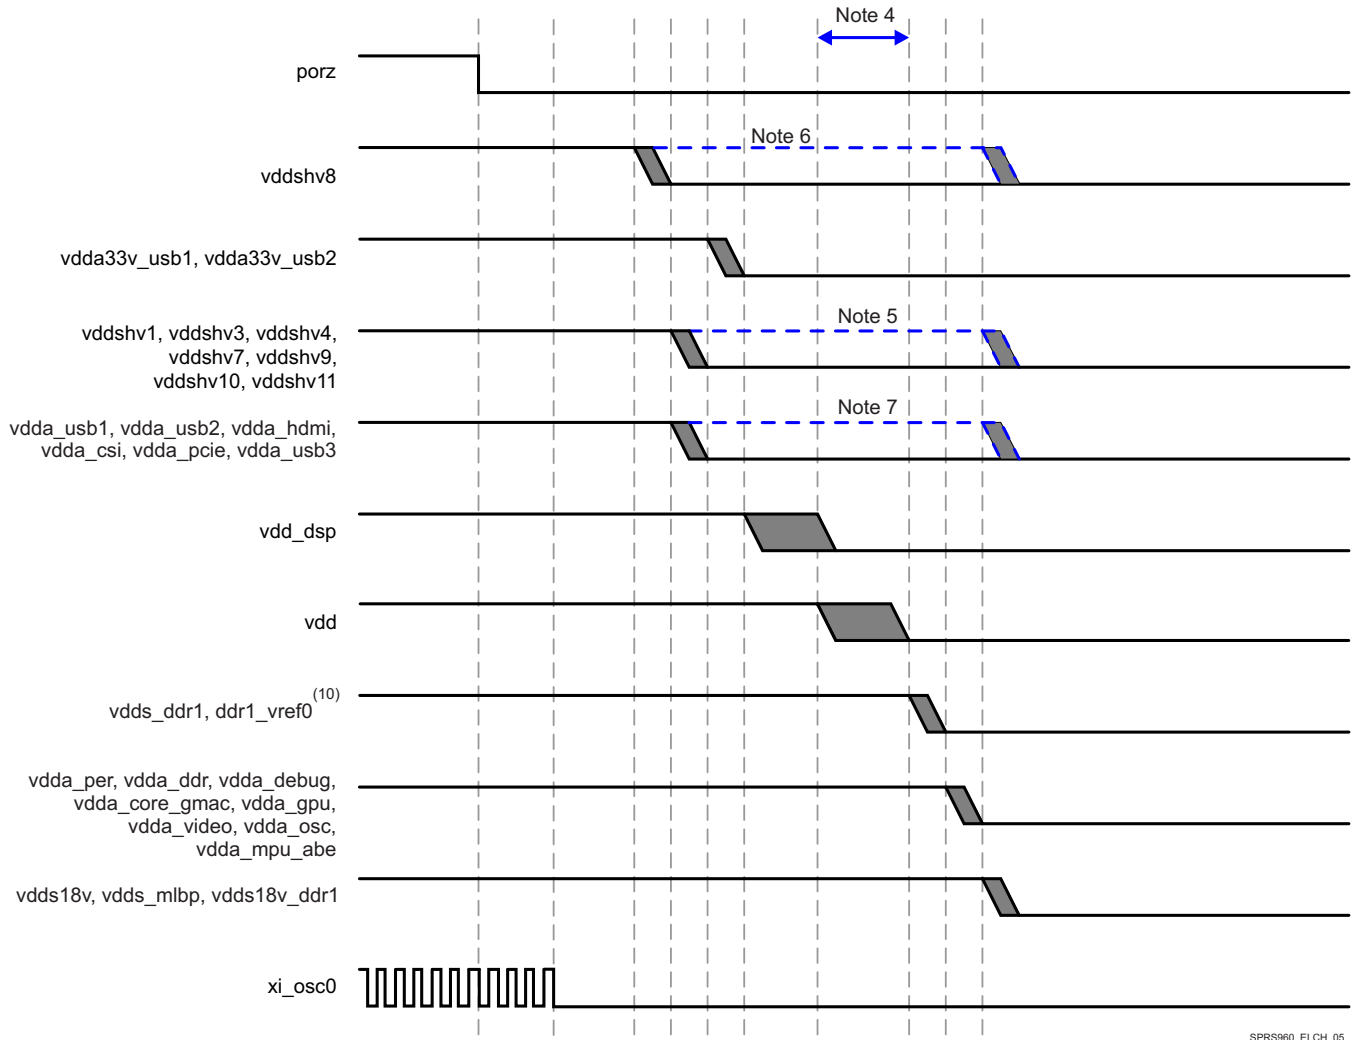 Note 4
porz
Note 6
vddshv8
vdda33v_usb1, vdda33v_usb2
Note 5
vddshv1, vddshv3, vddshv4,
vddshv7, vddshv9,
vddshv10, vddshv11
Note 7
vdda_usb1, vdda_usb2, vdda_hdmi,
vdda_csi, vdda_pcie, vdda_usb3
vdd_dsp
vdd
vdds_ddr1, ddr1_vref0(10)
vdda_per, vdda_ddr, vdda_debug,
vdda_core_gmac, vdda_gpu,
vdda_video, vdda_osc,
vdda_mpu_abe
vdds18v, vdds_mlbp, vdds18v_ddr1
xi_osc0
SPRS960_ELCH_05